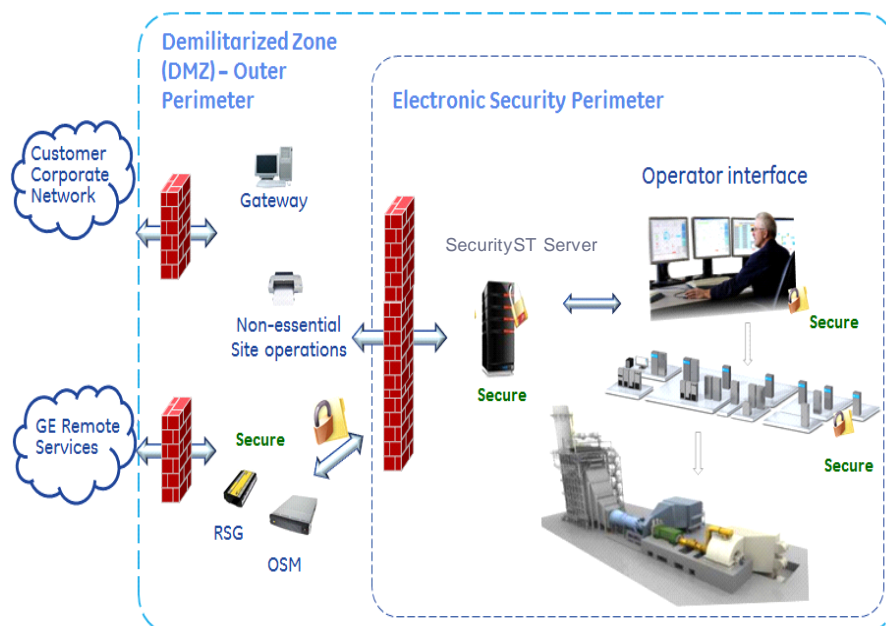 Demilitarized Zone
(DMZ) – Outer
Perimeter
Electronic Security Perimeter
Customer
Corporate
Network
Gateway
Operator interface
SecurityST Server
Non-essential
Site operations
Secure
Secure
GE Remote
Services
Secure
Secure
RSG
OSM